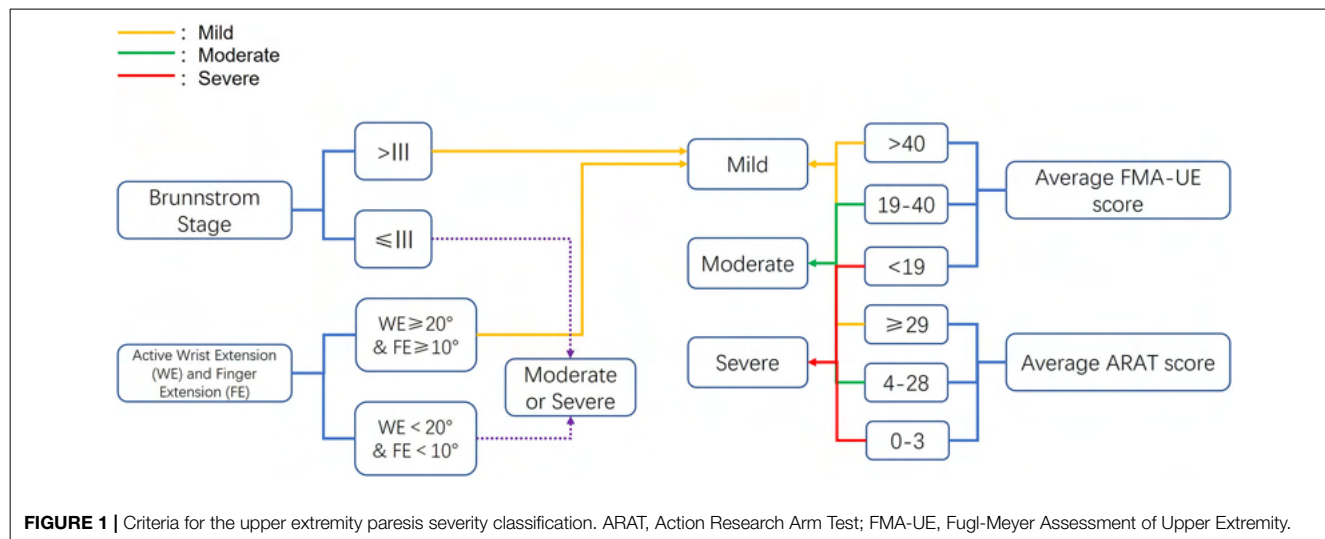 : Mild
: Moderate
: Severe
Brunnstrom
Stage
>III
≤III
Active Wrist Extension
(WE) and Finger
Extension (FE)
WE≥20°
& FE≥10°
WE<20°
& FE<10°
Moderate
or Severe
Mild
Moderate
Severe
>40
19-40
<19
≥29
4-28
0-3
Average FMA-UE
score
Average ARAT score
FIGURE 1 | Criteria for the upper extremity paresis severity classification. ARAT, Action Research Arm Test; FMA-UE, Fugl-Meyer Assessment of Upper Extremity.